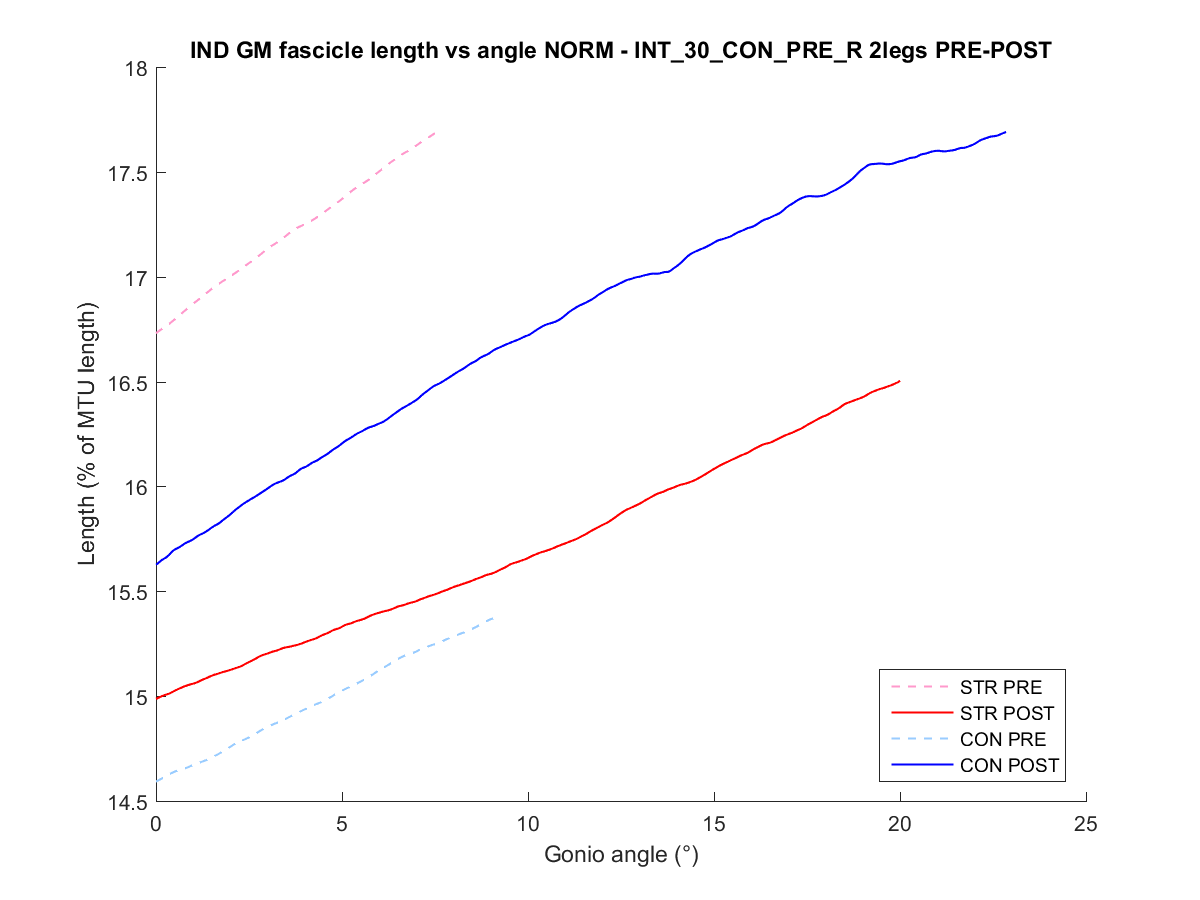 IND GM fascicle length vs angle NORM - INT_30_CON_PRE_R 2legs PRE-POST
18
17.5
17
16.5
16
15.5
15
14.5
Length (% of MTU length)
STR PRE
STR POST
CON PRE
CON POST
0 5 10 15 20 25
Gonio angle (°)